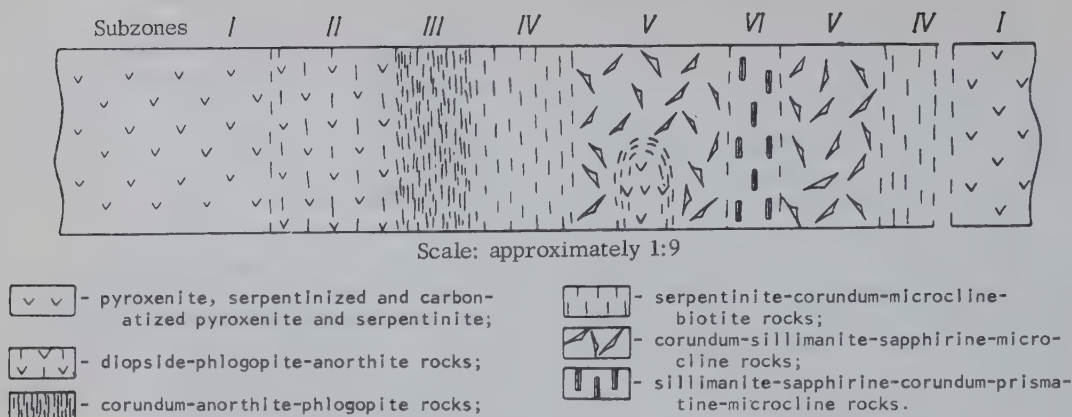 Subzones I II III IV V VI V IV I
Scale: approximately 1:9
- pyroxenite, serpentinized and carbon-
atized pyroxenite and serpentinite;
- diopside-phlogopite-anorthite rocks;
- corundum-anorthite-phlogopite rocks;
- serpentinite-corundum-microcline-
biotite rocks;
- corundum-sillimanite-sapphirine-micro-
cline rocks;
- sillimanite-sapphirine-corundum-prisma-
tine-microcline rocks.